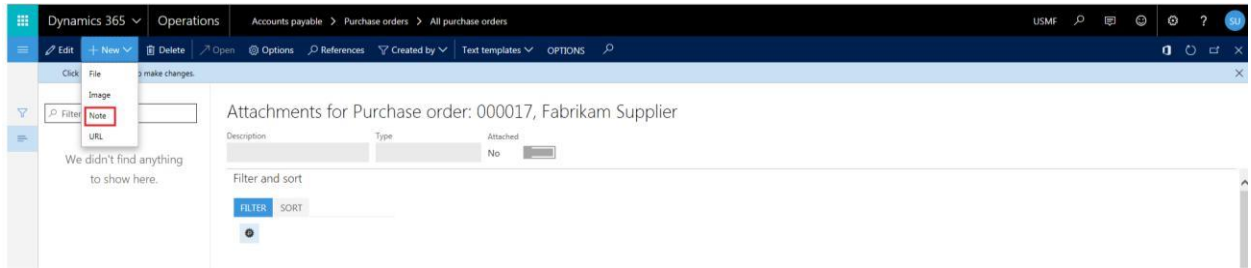 Dynamics 365 Operations Accounts payable > Purchase orders > All purchase orders USMF ? SU
Edit + New Delete Open Options References Created by Text templates OPTIONS
Click to make changes.
File
Image
Note
URL
Filter
We didn't find anything
to show here.
Attachments for Purchase order: 000017, Fabrikam Supplier
Description Type Attached
No
Filter and sort
FILTER SORT